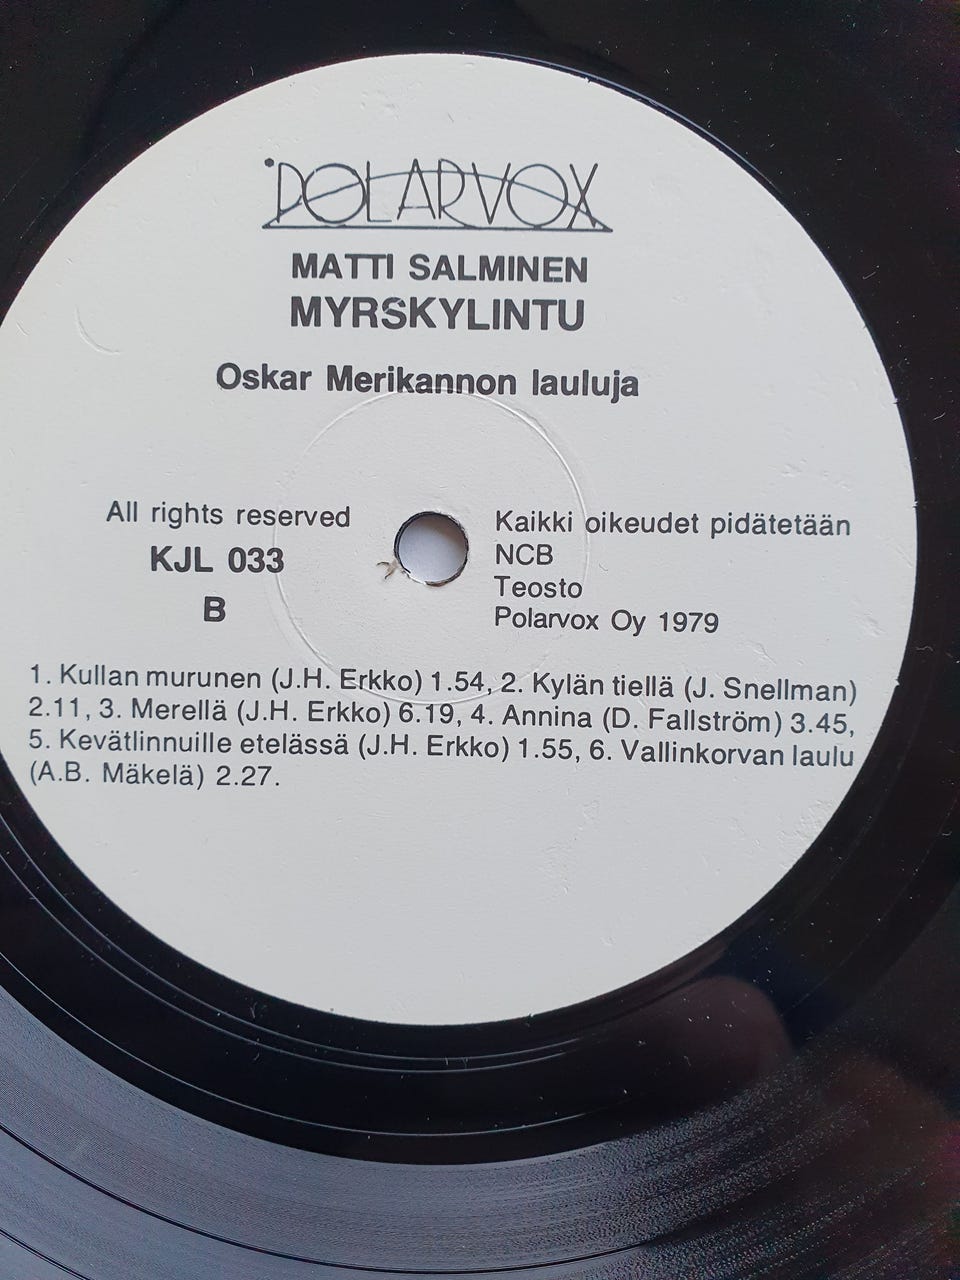 POLARVOX
MATTI SALMINEN
MYRSKYLINTU
Oskar Merikannon lauluja
All rights reserved
KJL 033
B
Kaikki oikeudet pidätetään
NCB
Teosto
Polarvox Oy 1979
1. Kullan murunen (J.H. Erkko) 1.54, 2. Kylän tiellä (J. Snellman)
2.11, 3. Merellä (J.H. Erkko) 6.19, 4. Annina (D. Fallström) 3.45,
5. Kevätlinnuille etelässä (J.H. Erkko) 1.55, 6. Vallinkorvan laulu
(A.B. Mäkelä) 2.27.